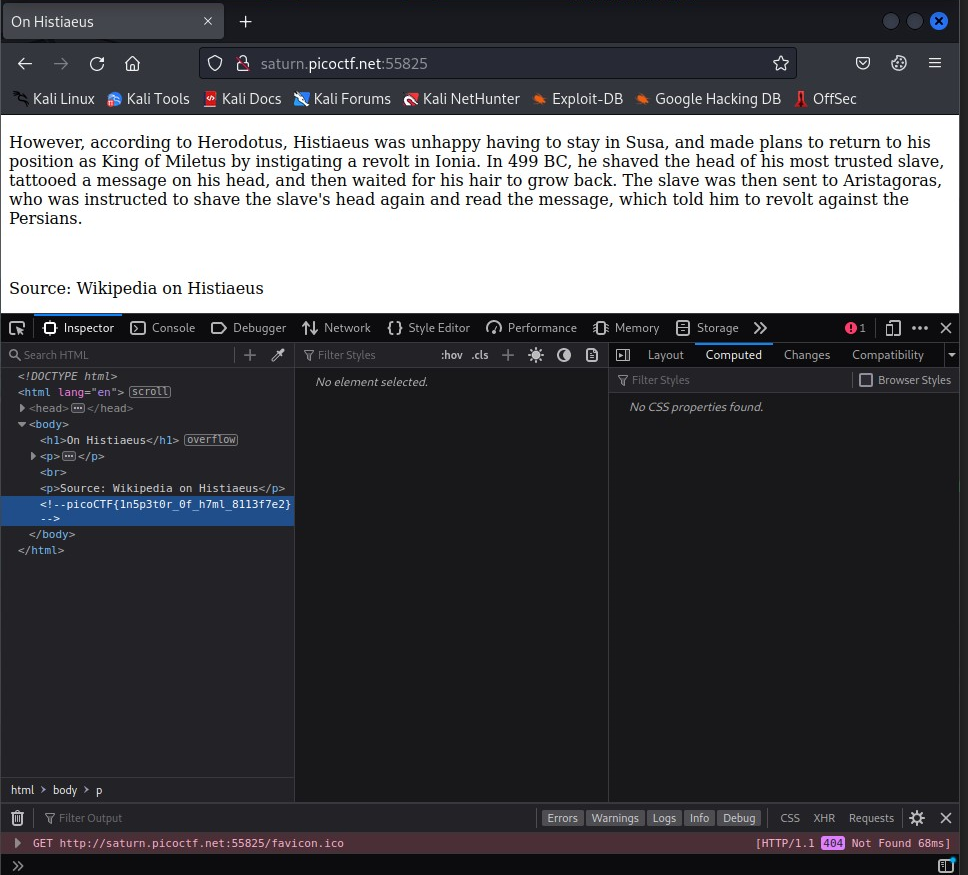 On Histiaeus
saturn.picoctf.net:55825
Kali Linux Kali Tools Kali Docs Kali Forums Kali NetHunter Exploit-DB Google Hacking DB OffSec
However, according to Herodotus, Histiaeus was unhappy having to stay in Susa, and made plans to return to his
position as King of Miletus by instigating a revolt in Ionia. In 499 BC, he shaved the head of his most trusted slave,
tattooed a message on his head, and then waited for his hair to grow back. The slave was then sent to Aristagoras,
who was instructed to shave the slave's head again and read the message, which told him to revolt against the
Persians.
Source: Wikipedia on Histiaeus
Inspector Console Debugger Network Style Editor Performance Memory Storage 1
Search HTML
<!DOCTYPE html>
<html lang="en"> scroll
<head> ••• </head>
<body>
<h1>On Histiaeus</h1> overflow
<p> ••• </p>
<br>
<p>Source: Wikipedia on Histiaeus</p>
<!--picoCTF{1n5p3t0r_0f_h7ml_8113f7e2}
-->
</body>
</html>
html > body > p
Filter Styles :hov .cls
No element selected.
Layout Computed Changes Compatibility
Filter Styles Browser Styles
No CSS properties found.
Filter Output Errors Warnings Logs Info Debug CSS XHR Requests
GET http://saturn.picoctf.net:55825/favicon.ico [HTTP/1.1 404 Not Found 68ms]